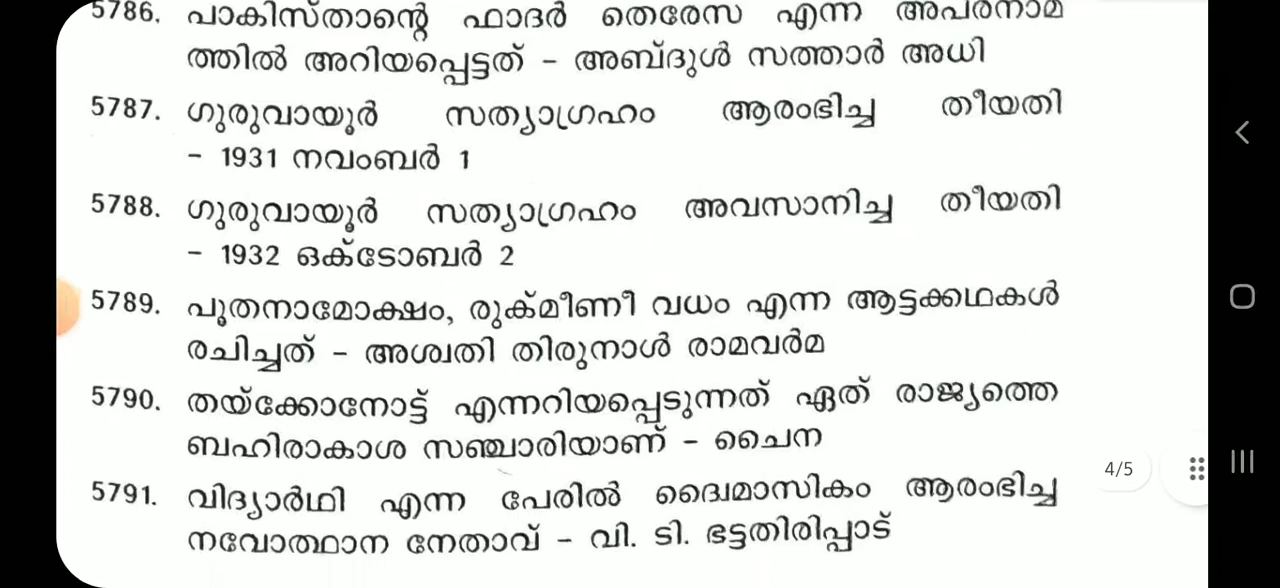 5786. പാകിസ്താന്റെ ഫാദർ തെരേസ എന്ന അപരനാമ
ത്തിൽ അറിയപ്പെട്ടത് - അബ്ദുൾ സത്താർ അധി
5787. ഗുരുവായൂർ സത്യാഗ്രഹം ആരംഭിച്ച തീയതി
- 1931 നവംബർ 1
5788. ഗുരുവായൂർ സത്യാഗ്രഹം അവസാനിച്ച തീയതി
- 1932 ഒക്ടോബർ 2
5789. പൂതനാമോക്ഷം, രുക്മീണീ വധം എന്ന ആട്ടക്കഥകൾ
രചിച്ചത് - അശ്വതി തിരുനാൾ രാമവർമ
5790. തയ്ക്കോനോട്ട് എന്നറിയപ്പെടുന്നത് ഏത് രാജ്യത്തെ
ബഹിരാകാശ സഞ്ചാരിയാണ് - ചൈന
4/5
5791. വിദ്യാർഥി എന്ന പേരിൽ ദ്വൈമാസികം ആരംഭിച്ച
നവോത്ഥാന നേതാവ് - വി. ടി. ഭട്ടതിരിപ്പാട്